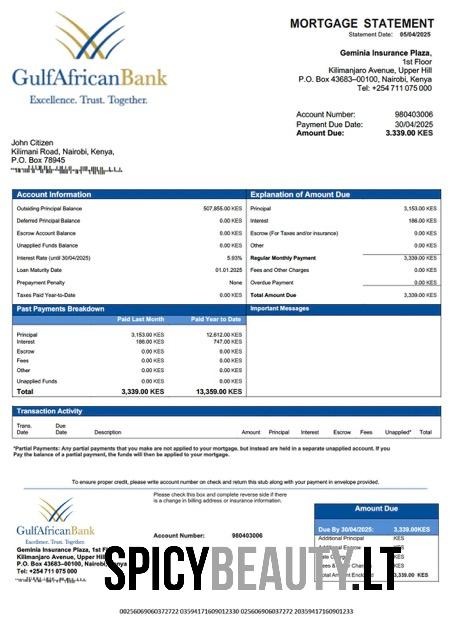 GulfAfricanBank
Excellence. Trust. Together.
MORTGAGE STATEMENT
Statement Date: 05/04/2025
Geminia Insurance Plaza,
1st Floor
Kilimanjaro Avenue, Upper Hill
P.O. Box 43683–00100, Nairobi, Kenya
Tel: +254 711 075 000
Account Number: 980403006
Payment Due Date: 30/04/2025
Amount Due: 3.339.00 KES
John Citizen
Kilimani Road, Nairobi, Kenya,
P.O. Box 78945
Account Information
Outsiding Principal Balance 507,855.00 KES
Deferred Principal Balance 0.00 KES
Escrow Account Balance 0.00 KES
Unapplied Funds Balance 0.00 KES
Interest Rate (until 30/04/2025) 5.93%
Loan Maturity Date 01.01.2025
Prepayment Penalty None
Taxes Paid Year-to-Date 0.00 KES
Explanation of Amount Due
Principal 3,153.00 KES
Interest 186.00 KES
Escrow (For Taxes and/or insurance) 0.00 KES
Other 0.00 KES
Regular Monthly Payment 3,339.00 KES
Fees and Other Charges 0.00 KES
Overdue Payment 0.00 KES
Total Amount Due 3,339.00 KES
Past Payments Breakdown
Paid Last Month Paid Year to Date
Principal 3,153.00 KES 12,612.00 KES
Interest 186.00 KES 747.00 KES
Escrow 0.00 KES 0.00 KES
Fees 0.00 KES 0.00 KES
Other 0.00 KES 0.00 KES
Unapplied Funds 0.00 KES 0.00 KES
Total 3,339.00 KES 13,359.00 KES
Important Messages
Transaction Activity
Trans. Date Due Date Description Amount Principal Interest Escrow Fees Unapplied* Total
*Partial Payments: Any partial payments that you make are not applied to your mortgage, but instead are held in a separate unapplied account. If you
Pay the balance of a partial payment, the funds will then be applied to your mortgage.
To ensure proper credit, please write account number on check and return this stub along with your payment in envelope provided.
Please check this box and complete reverse side if there
is a change in billing address or insurance information.
GulfAfricanBank
Excellence. Trust. Together.
Geminia Insurance Plaza, 1st
Kilimanjaro Avenue, Upper
P.O. Box 43683–00100, Nairobi,
Tel: +254 711 075 000
Account Number: 980403006
Amount Due
Due By 30/04/2025: 3,339.00KES
Additional Principal
Additional Escrow
Total Amount Enclosed 3,339.00 KES
SPICYBEAUTY.LT